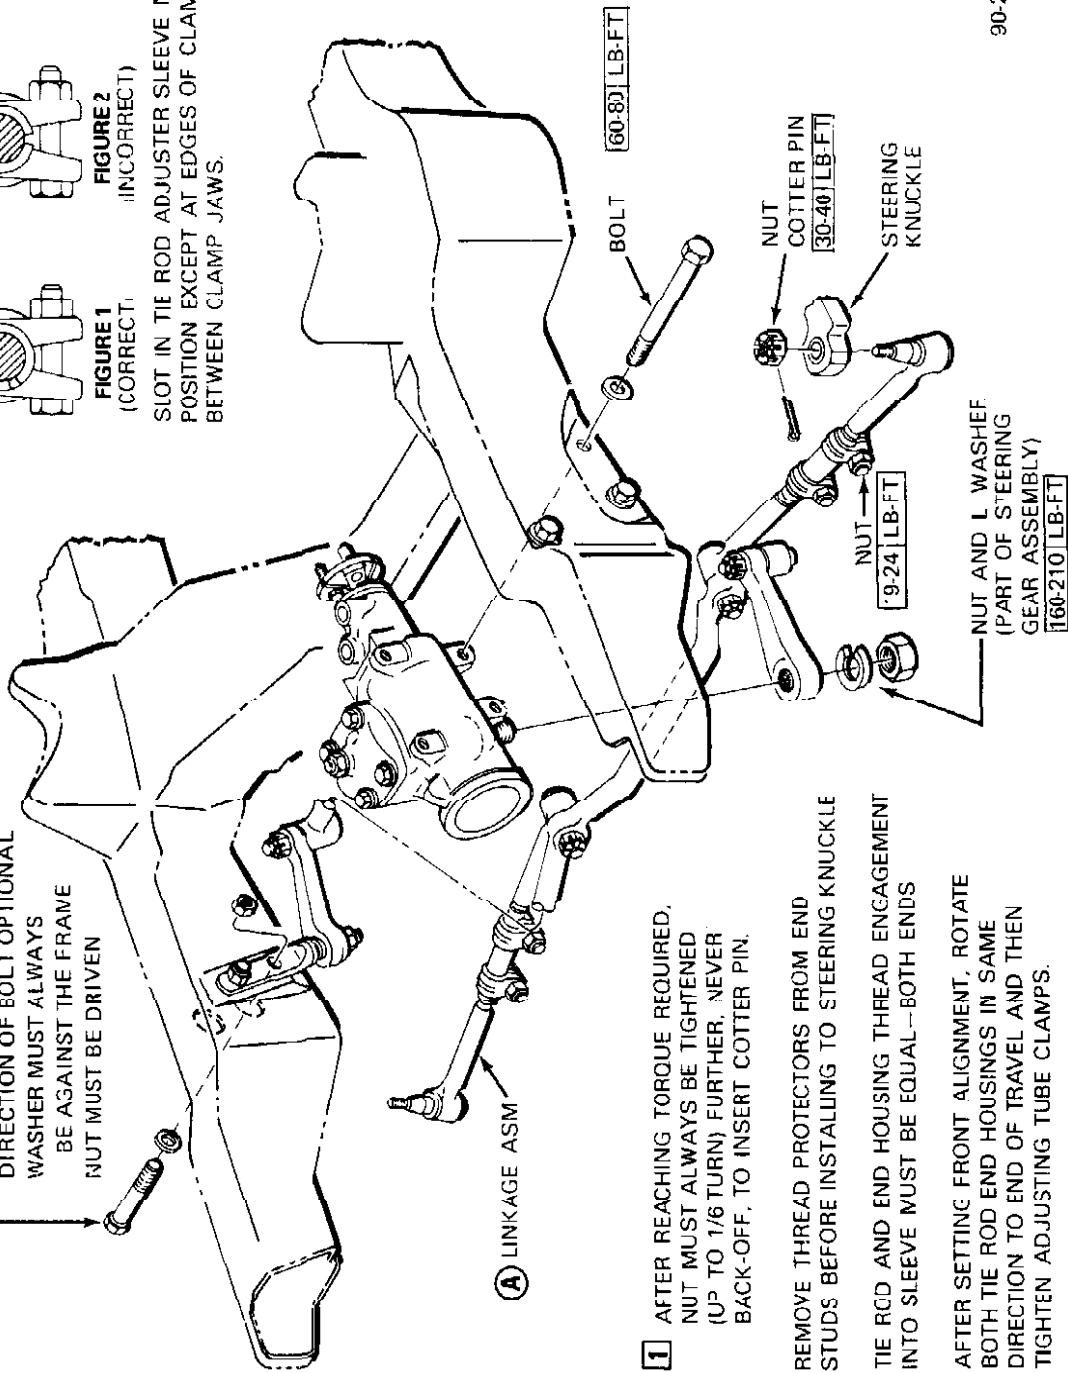 FIGURE 1
(CORRECT)
FIGURE 2
(INCORRECT)
SLOT IN TIE ROD ADJUSTER SLEEVE
POSITION EXCEPT AT EDGES OF CLAM
BETWEEN CLAMP JAWS.
DIRECTION OF BOLT OPTIONAL
WASHER MUST ALWAYS
BE AGAINST THE FRAME
NUT MUST BE DRIVEN
BOLT
60-80 LB-FT
NUT
COTTER PIN
30-40 LB-FT
STEERING
KNUCKLE
NUT
19-24 LB-FT
NUT AND L WASHER
(PART OF STEERING
GEAR ASSEMBLY)
160-210 LB-FT
A LINKAGE ASM
1 AFTER REACHING TORQUE REQUIRED,
NUT MUST ALWAYS BE TIGHTENED
(UP TO 1/6 TURN) FURTHER, NEVER
BACK-OFF, TO INSERT COTTER PIN.
REMOVE THREAD PROTECTORS FROM END
STUDS BEFORE INSTALLING TO STEERING KNUCKLE
TIE ROD AND END HOUSING THREAD ENGAGEMENT
INTO SLEEVE MUST BE EQUAL—BOTH ENDS
AFTER SETTING FRONT ALIGNMENT, ROTATE
BOTH TIE ROD END HOUSINGS IN SAME
DIRECTION TO END OF TRAVEL AND THEN
TIGHTEN ADJUSTING TUBE CLAMPS.